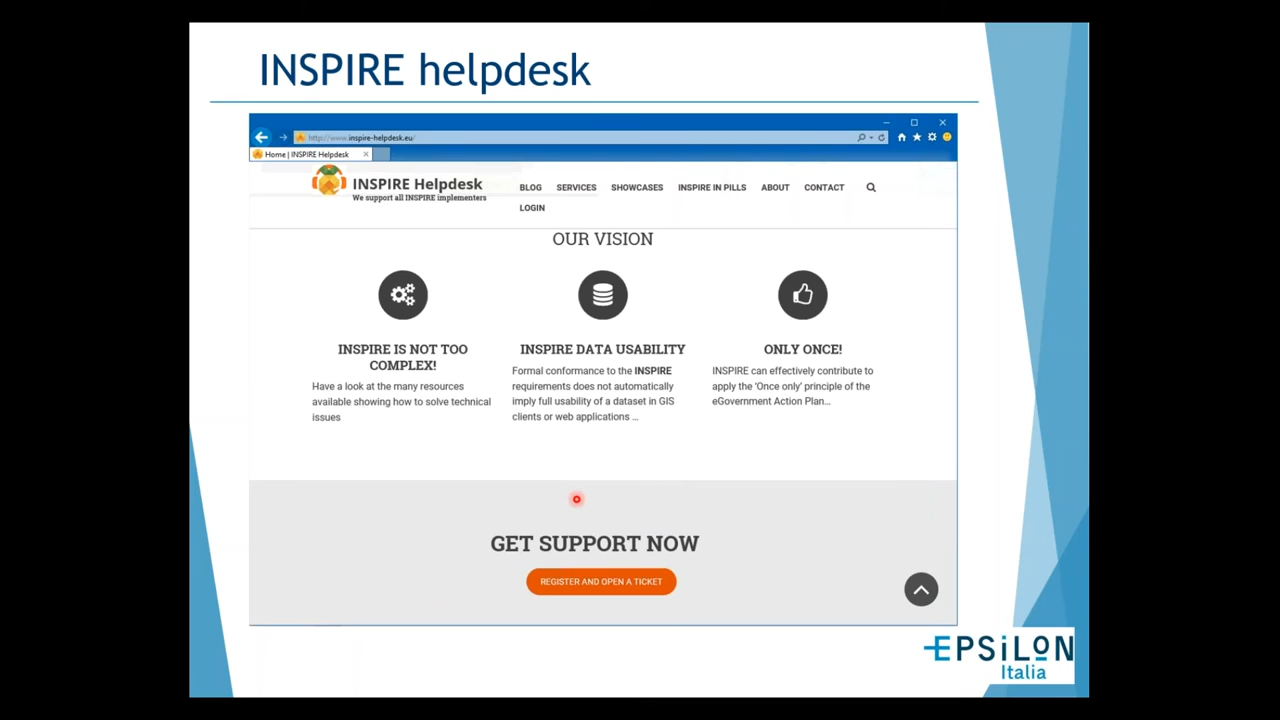 INSPIRE helpdesk
http://www.inspire-helpdesk.eu/
Home | INSPIRE Helpdesk
INSPIRE Helpdesk
We support all INSPIRE implementers
BLOG SERVICES SHOWCASES INSPIRE IN PILLS ABOUT CONTACT
LOGIN
OUR VISION
INSPIRE IS NOT TOO
COMPLEX!
Have a look at the many resources
available showing how to solve technical
issues
INSPIRE DATA USABILITY
Formal conformance to the INSPIRE
requirements does not automatically
imply full usability of a dataset in GIS
clients or web applications ...
ONLY ONCE!
INSPIRE can effectively contribute to
apply the 'Once only' principle of the
eGovernment Action Plan...
GET SUPPORT NOW
REGISTER AND OPEN A TICKET
EPSiLON
Italia